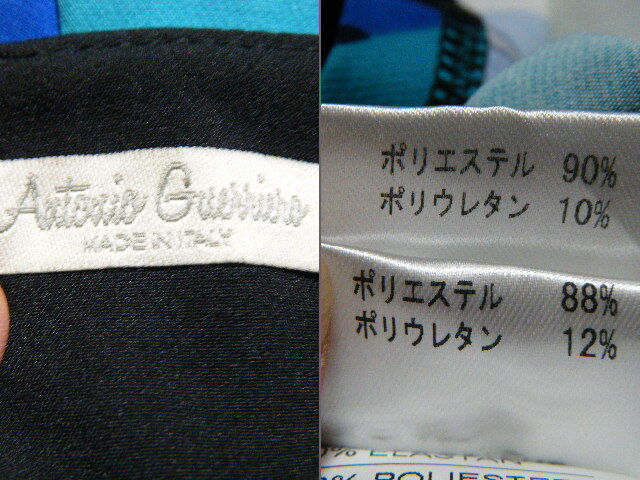 Antonio Guerriero
MADE IN ITALY
ポリエステル 90%
ポリウレタン 10%
ポリエステル 88%
ポリウレタン 12%
% ELASTAN